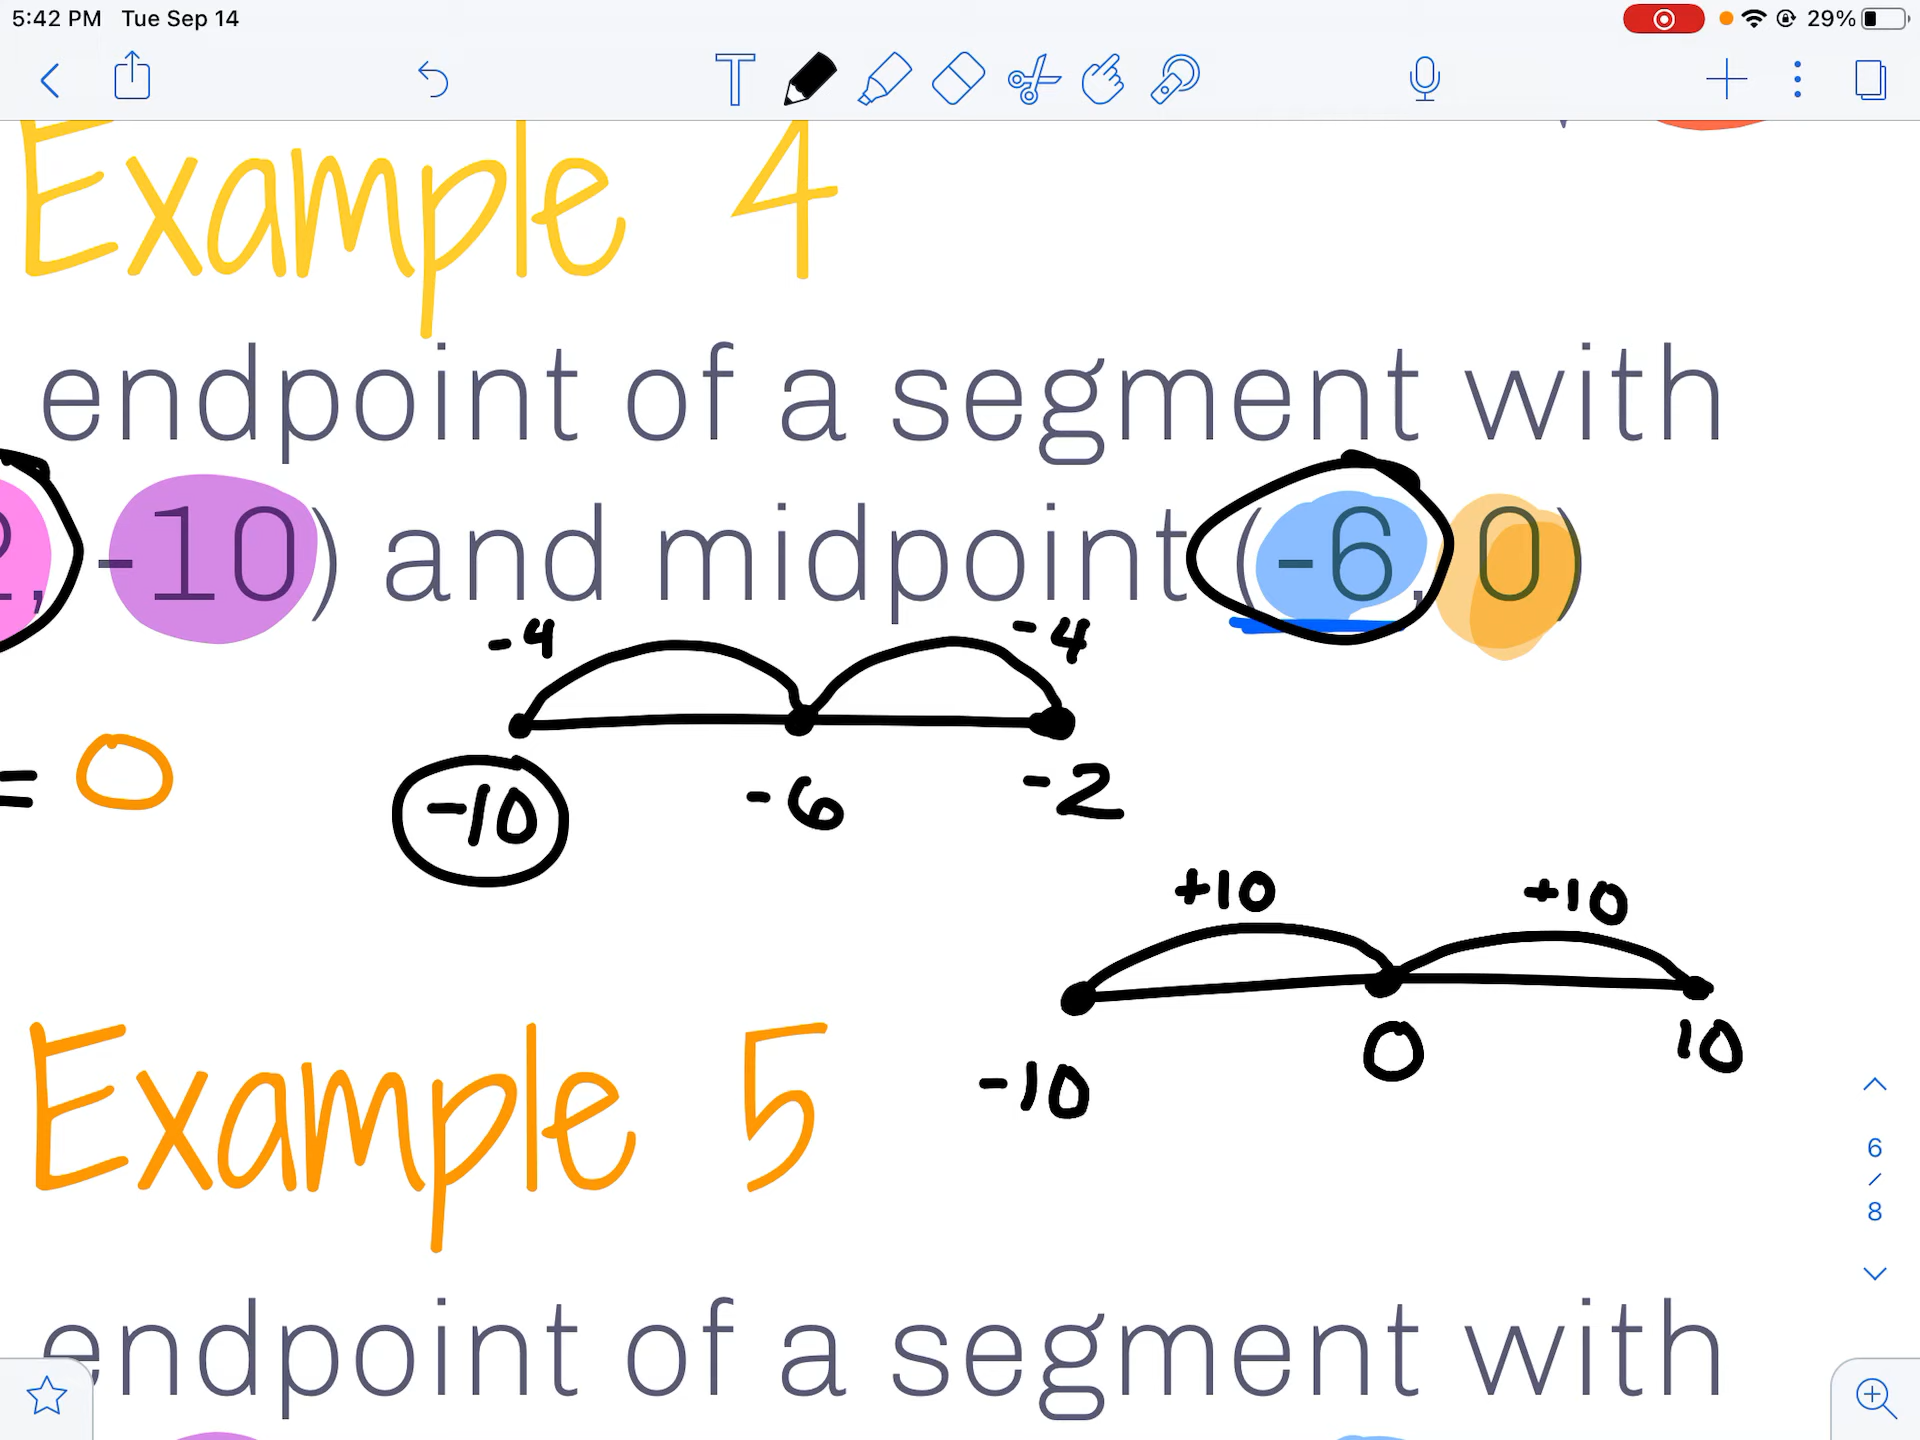 5:42 PM Tue Sep 14
29%
T
Example 4
endpoint of a segment with
2, -10) and midpoint (-6, 0)
-4 -4
= 0
-10 -6 -2
+10 +10
-10 0 10
Example 5
6
/
8
endpoint of a segment with